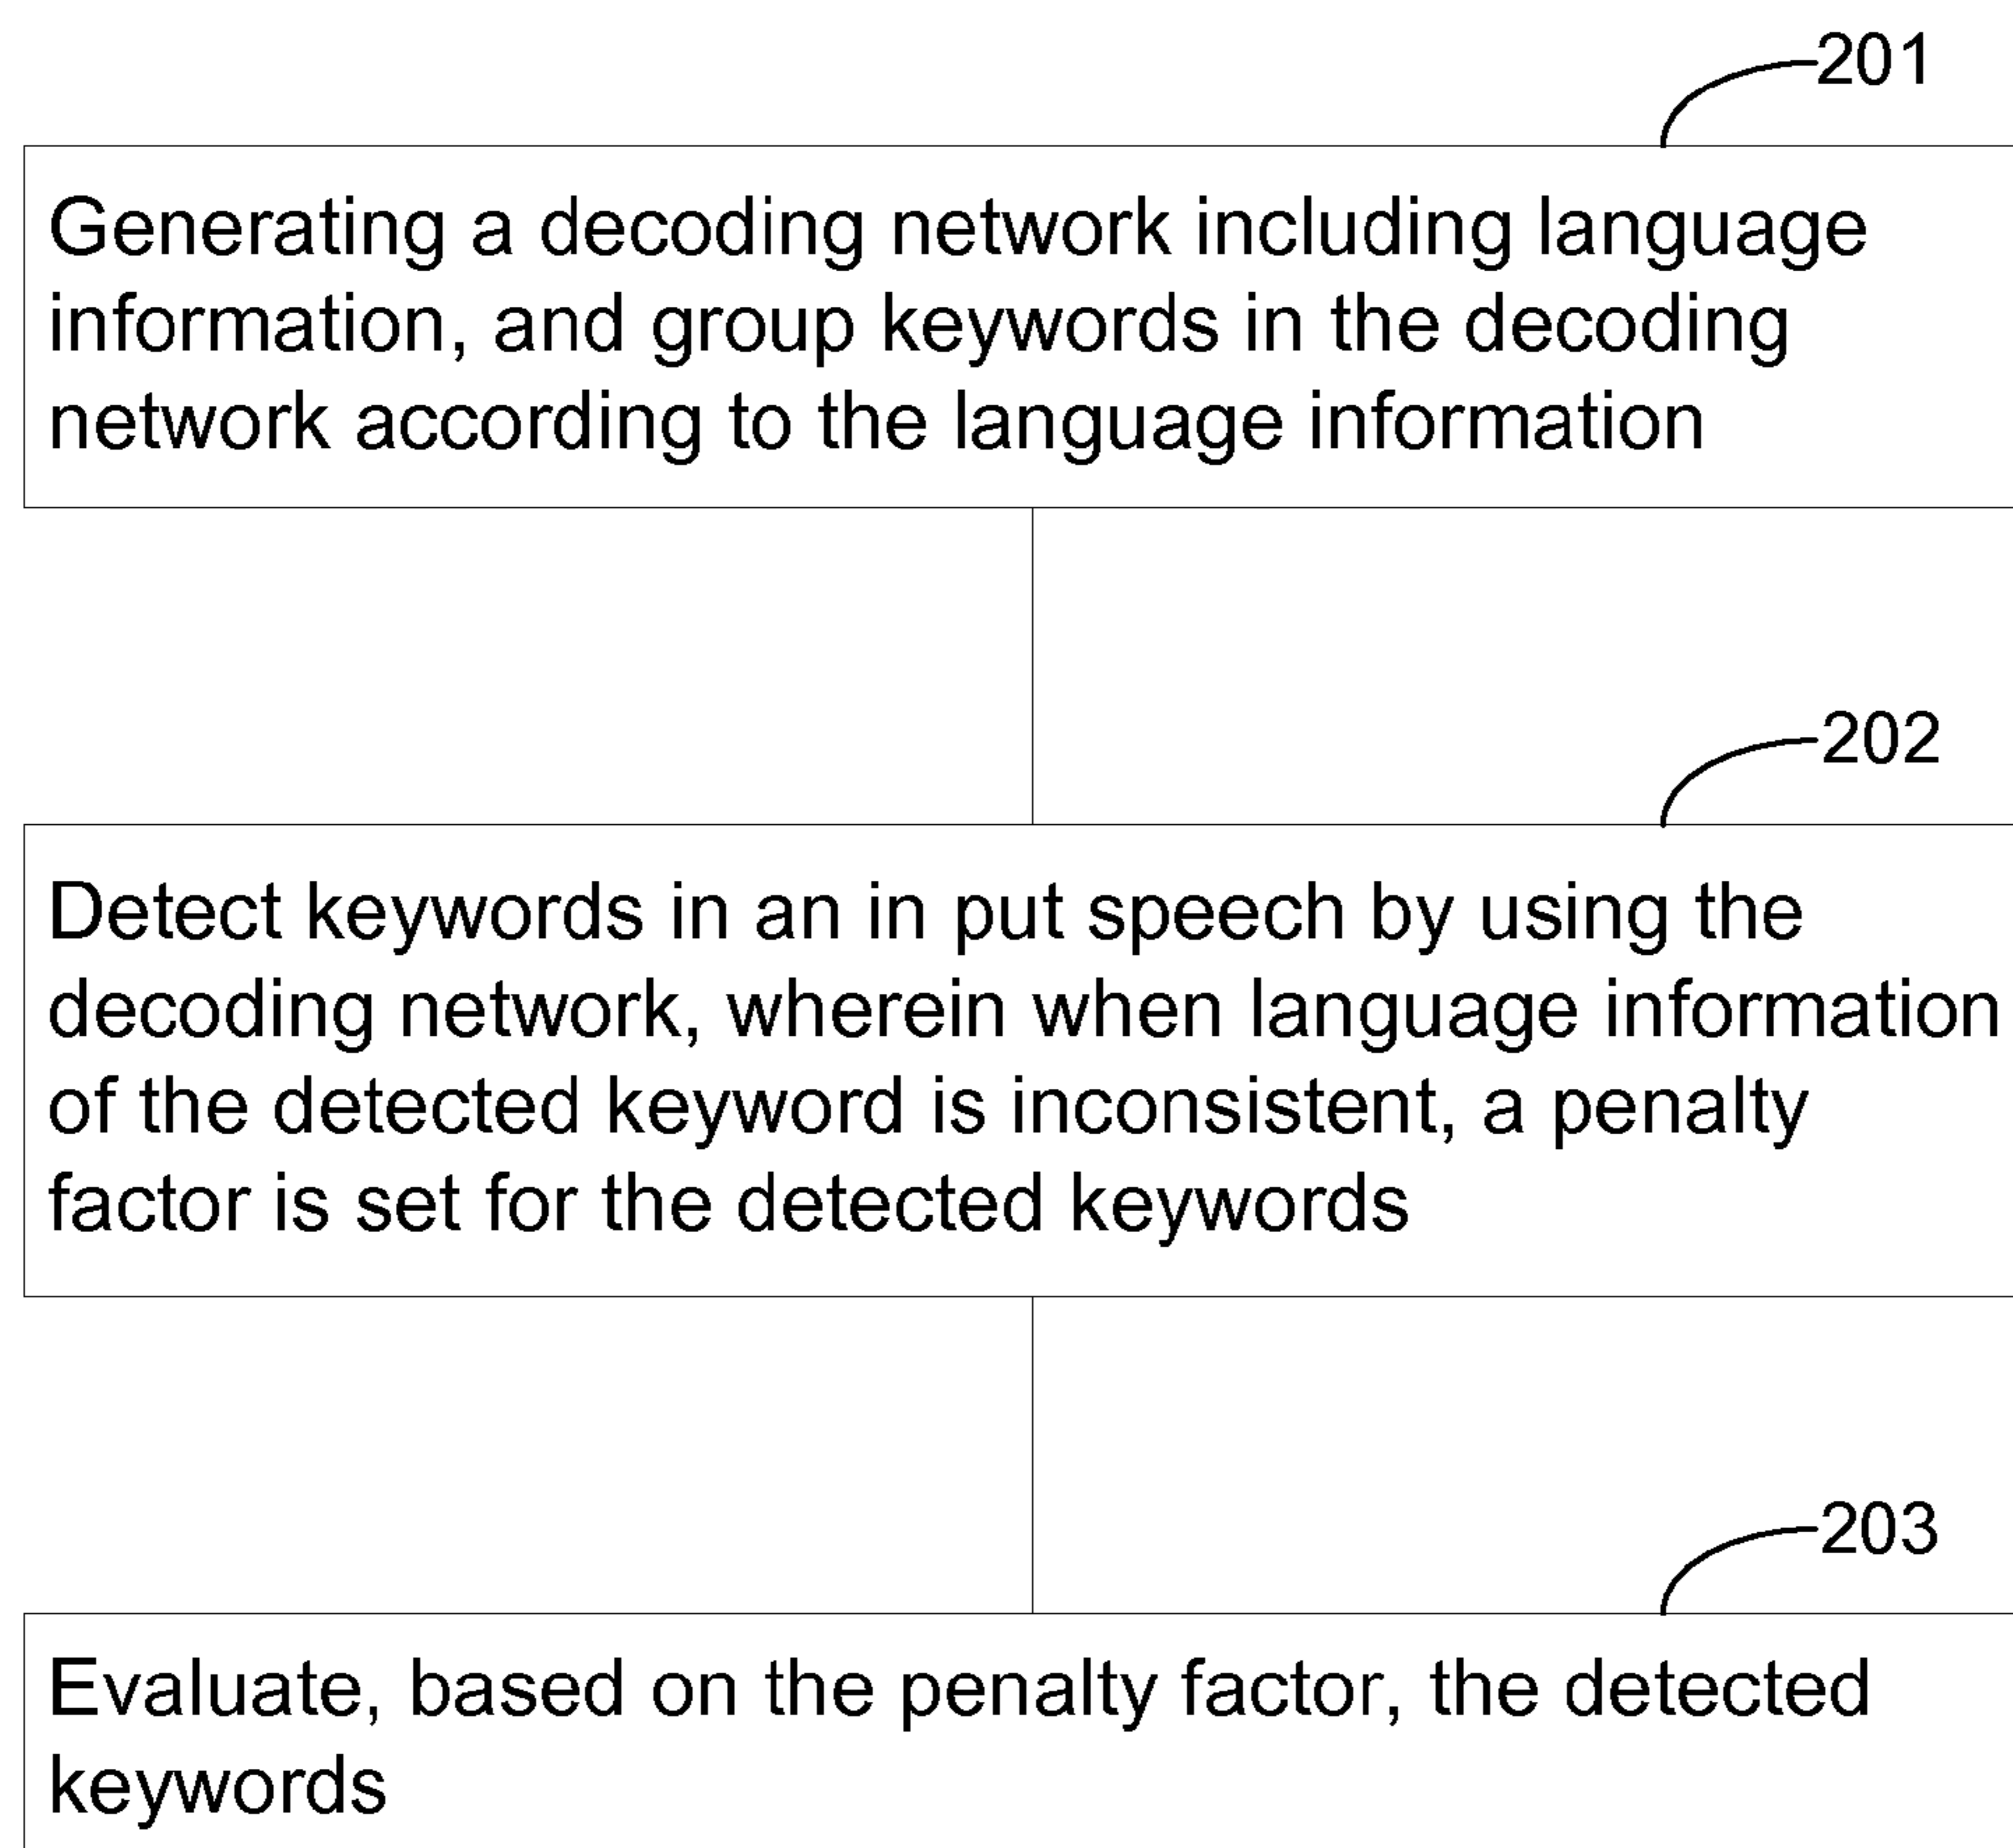 201
Generating a decoding network including language
information, and group keywords in the decoding
network according to the language information
202
Detect keywords in an in put speech by using the
decoding network, wherein when language information
of the detected keyword is inconsistent, a penalty
factor is set for the detected keywords
203
Evaluate, based on the penalty factor, the detected
keywords